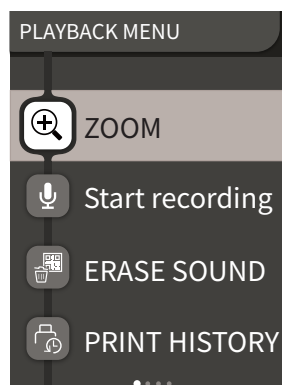 PLAYBACK MENU
ZOOM
Start recording
ERASE SOUND
PRINT HISTORY